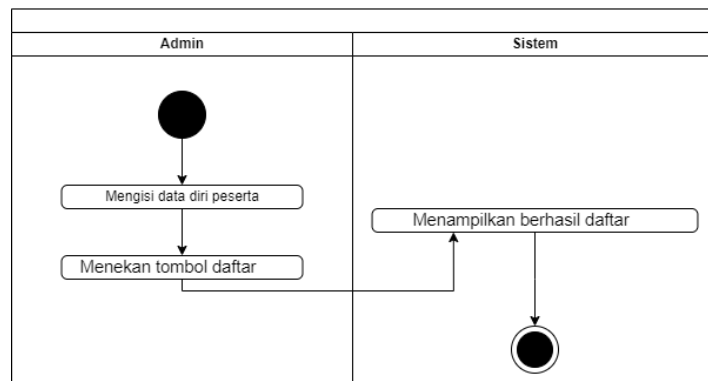 Admin
Sistem
Mengisi data diri peserta
Menampilkan berhasil daftar
Menekan tombol daftar